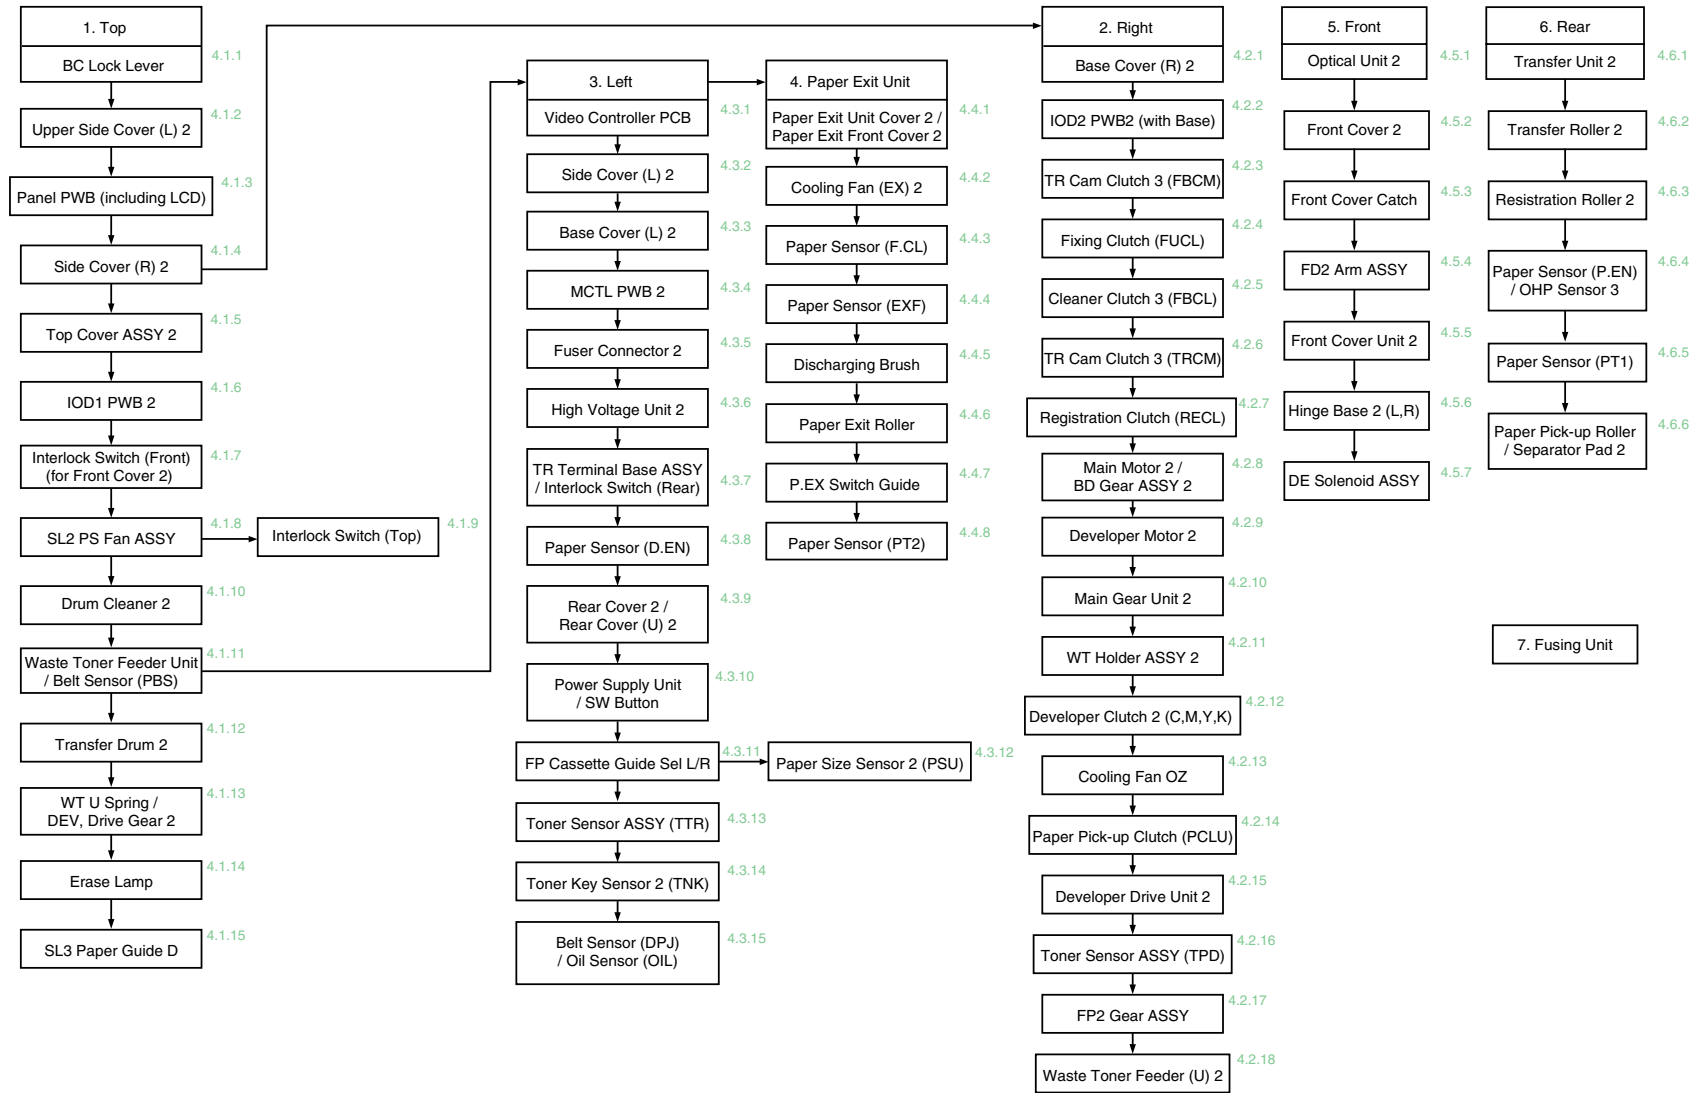 1. Top
4.1.1
BC Lock Lever
4.1.2
Upper Side Cover (L) 2
4.1.3
Panel PWB (including LCD)
4.1.4
Side Cover (R) 2
4.1.5
Top Cover ASSY 2
4.1.6
IOD1 PWB 2
4.1.7
Interlock Switch (Front)
(for Front Cover 2)
4.1.8
SL2 PS Fan ASSY
4.1.9
Interlock Switch (Top)
4.1.10
Drum Cleaner 2
4.1.11
Waste Toner Feeder Unit
/ Belt Sensor (PBS)
4.1.12
Transfer Drum 2
4.1.13
WT U Spring /
DEV, Drive Gear 2
4.1.14
Erase Lamp
4.1.15
SL3 Paper Guide D
3. Left
4.3.1
Video Controller PCB
4.3.2
Side Cover (L) 2
4.3.3
Base Cover (L) 2
4.3.4
MCTL PWB 2
4.3.5
Fuser Connector 2
4.3.6
High Voltage Unit 2
4.3.7
TR Terminal Base ASSY
/ Interlock Switch (Rear)
4.3.8
Paper Sensor (D.EN)
4.3.9
Rear Cover 2 /
Rear Cover (U) 2
4.3.10
Power Supply Unit
/ SW Button
4.3.11
FP Cassette Guide Sel L/R
4.3.12
Paper Size Sensor 2 (PSU)
4.3.13
Toner Sensor ASSY (TTR)
4.3.14
Toner Key Sensor 2 (TNK)
4.3.15
Belt Sensor (DPJ)
/ Oil Sensor (OIL)
4. Paper Exit Unit
4.4.1
Paper Exit Unit Cover 2 /
Paper Exit Front Cover 2
4.4.2
Cooling Fan (EX) 2
4.4.3
Paper Sensor (F.CL)
4.4.4
Paper Sensor (EXF)
4.4.5
Discharging Brush
4.4.6
Paper Exit Roller
4.4.7
P.EX Switch Guide
4.4.8
Paper Sensor (PT2)
2. Right
4.2.1
Base Cover (R) 2
4.2.2
IOD2 PWB2 (with Base)
4.2.3
TR Cam Clutch 3 (FBCM)
4.2.4
Fixing Clutch (FUCL)
4.2.5
Cleaner Clutch 3 (FBCL)
4.2.6
TR Cam Clutch 3 (TRCM)
4.2.7
Registration Clutch (RECL)
4.2.8
Main Motor 2 /
BD Gear ASSY 2
4.2.9
Developer Motor 2
4.2.10
Main Gear Unit 2
4.2.11
WT Holder ASSY 2
4.2.12
Developer Clutch 2 (C,M,Y,K)
4.2.13
Cooling Fan OZ
4.2.14
Paper Pick-up Clutch (PCLU)
4.2.15
Developer Drive Unit 2
4.2.16
Toner Sensor ASSY (TPD)
4.2.17
FP2 Gear ASSY
4.2.18
Waste Toner Feeder (U) 2
5. Front
4.5.1
Optical Unit 2
4.5.2
Front Cover 2
4.5.3
Front Cover Catch
4.5.4
FD2 Arm ASSY
4.5.5
Front Cover Unit 2
4.5.6
Hinge Base 2 (L,R)
4.5.7
DE Solenoid ASSY
6. Rear
4.6.1
Transfer Unit 2
4.6.2
Transfer Roller 2
4.6.3
Resistration Roller 2
4.6.4
Paper Sensor (P.EN)
/ OHP Sensor 3
4.6.5
Paper Sensor (PT1)
4.6.6
Paper Pick-up Roller
/ Separator Pad 2
7. Fusing Unit